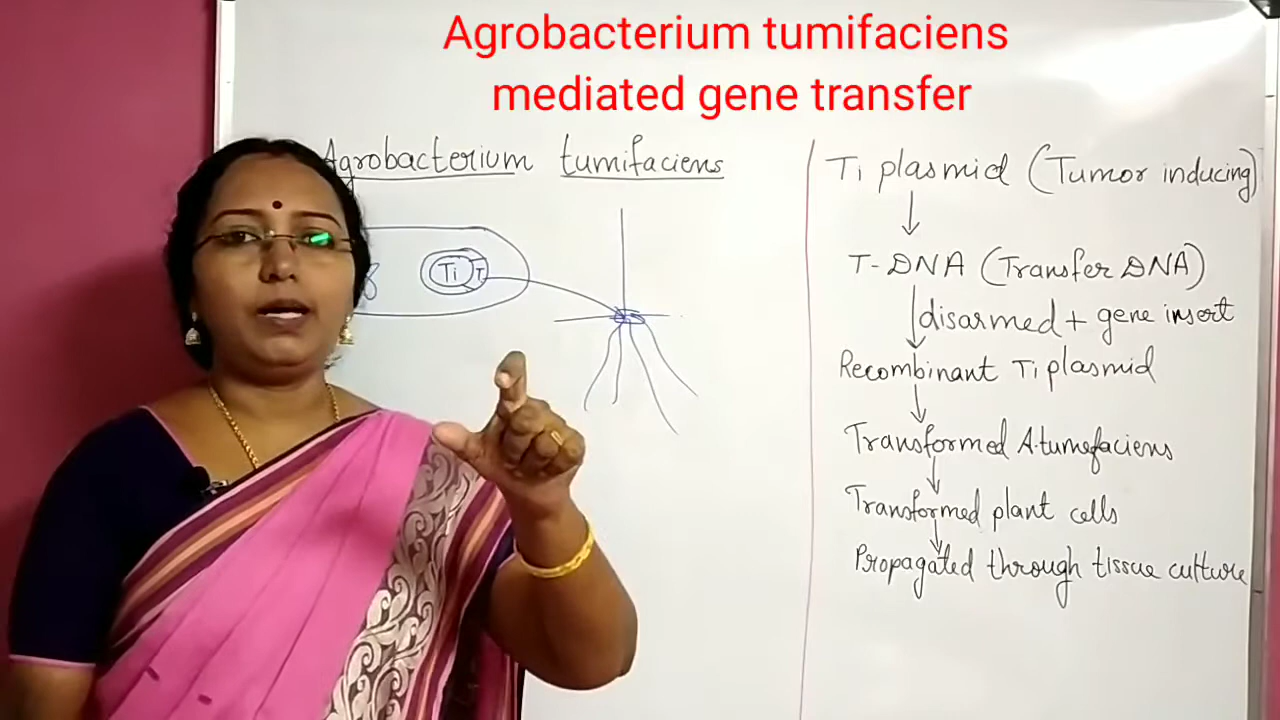 Agrobacterium tumifaciens
mediated gene transfer
Agrobacterium tumifaciens
Ti T
Ti plasmid (Tumor inducing)
T-DNA (Transfer DNA)
disarmed + gene insert
Recombinant Ti plasmid
Transformed A.tumefaciens
Transformed plant cells
Propagated through tissue culture